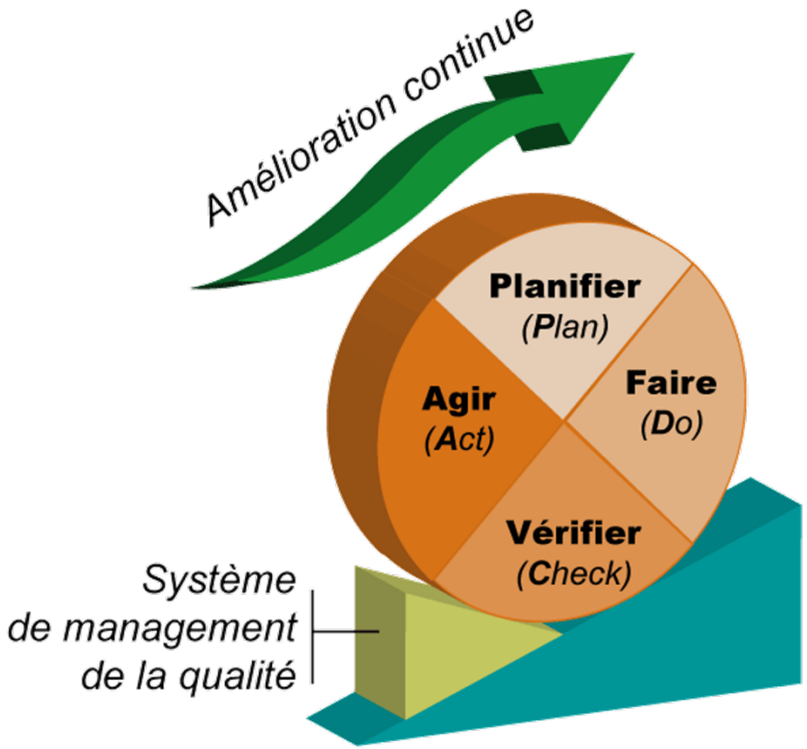 Amélioration continue
Planifier
(Plan)
Faire
(Do)
Agir
(Act)
Vérifier
(Check)
Système
de management
de la qualité